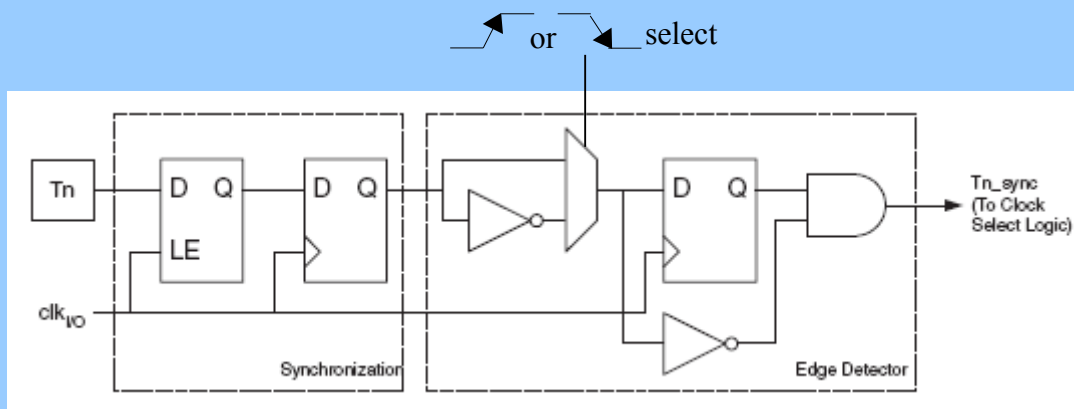 or select
Tn
D Q
LE
D Q
D Q
Tn_sync
(To Clock
Select Logic)
clkI/O
Synchronization
Edge Detector